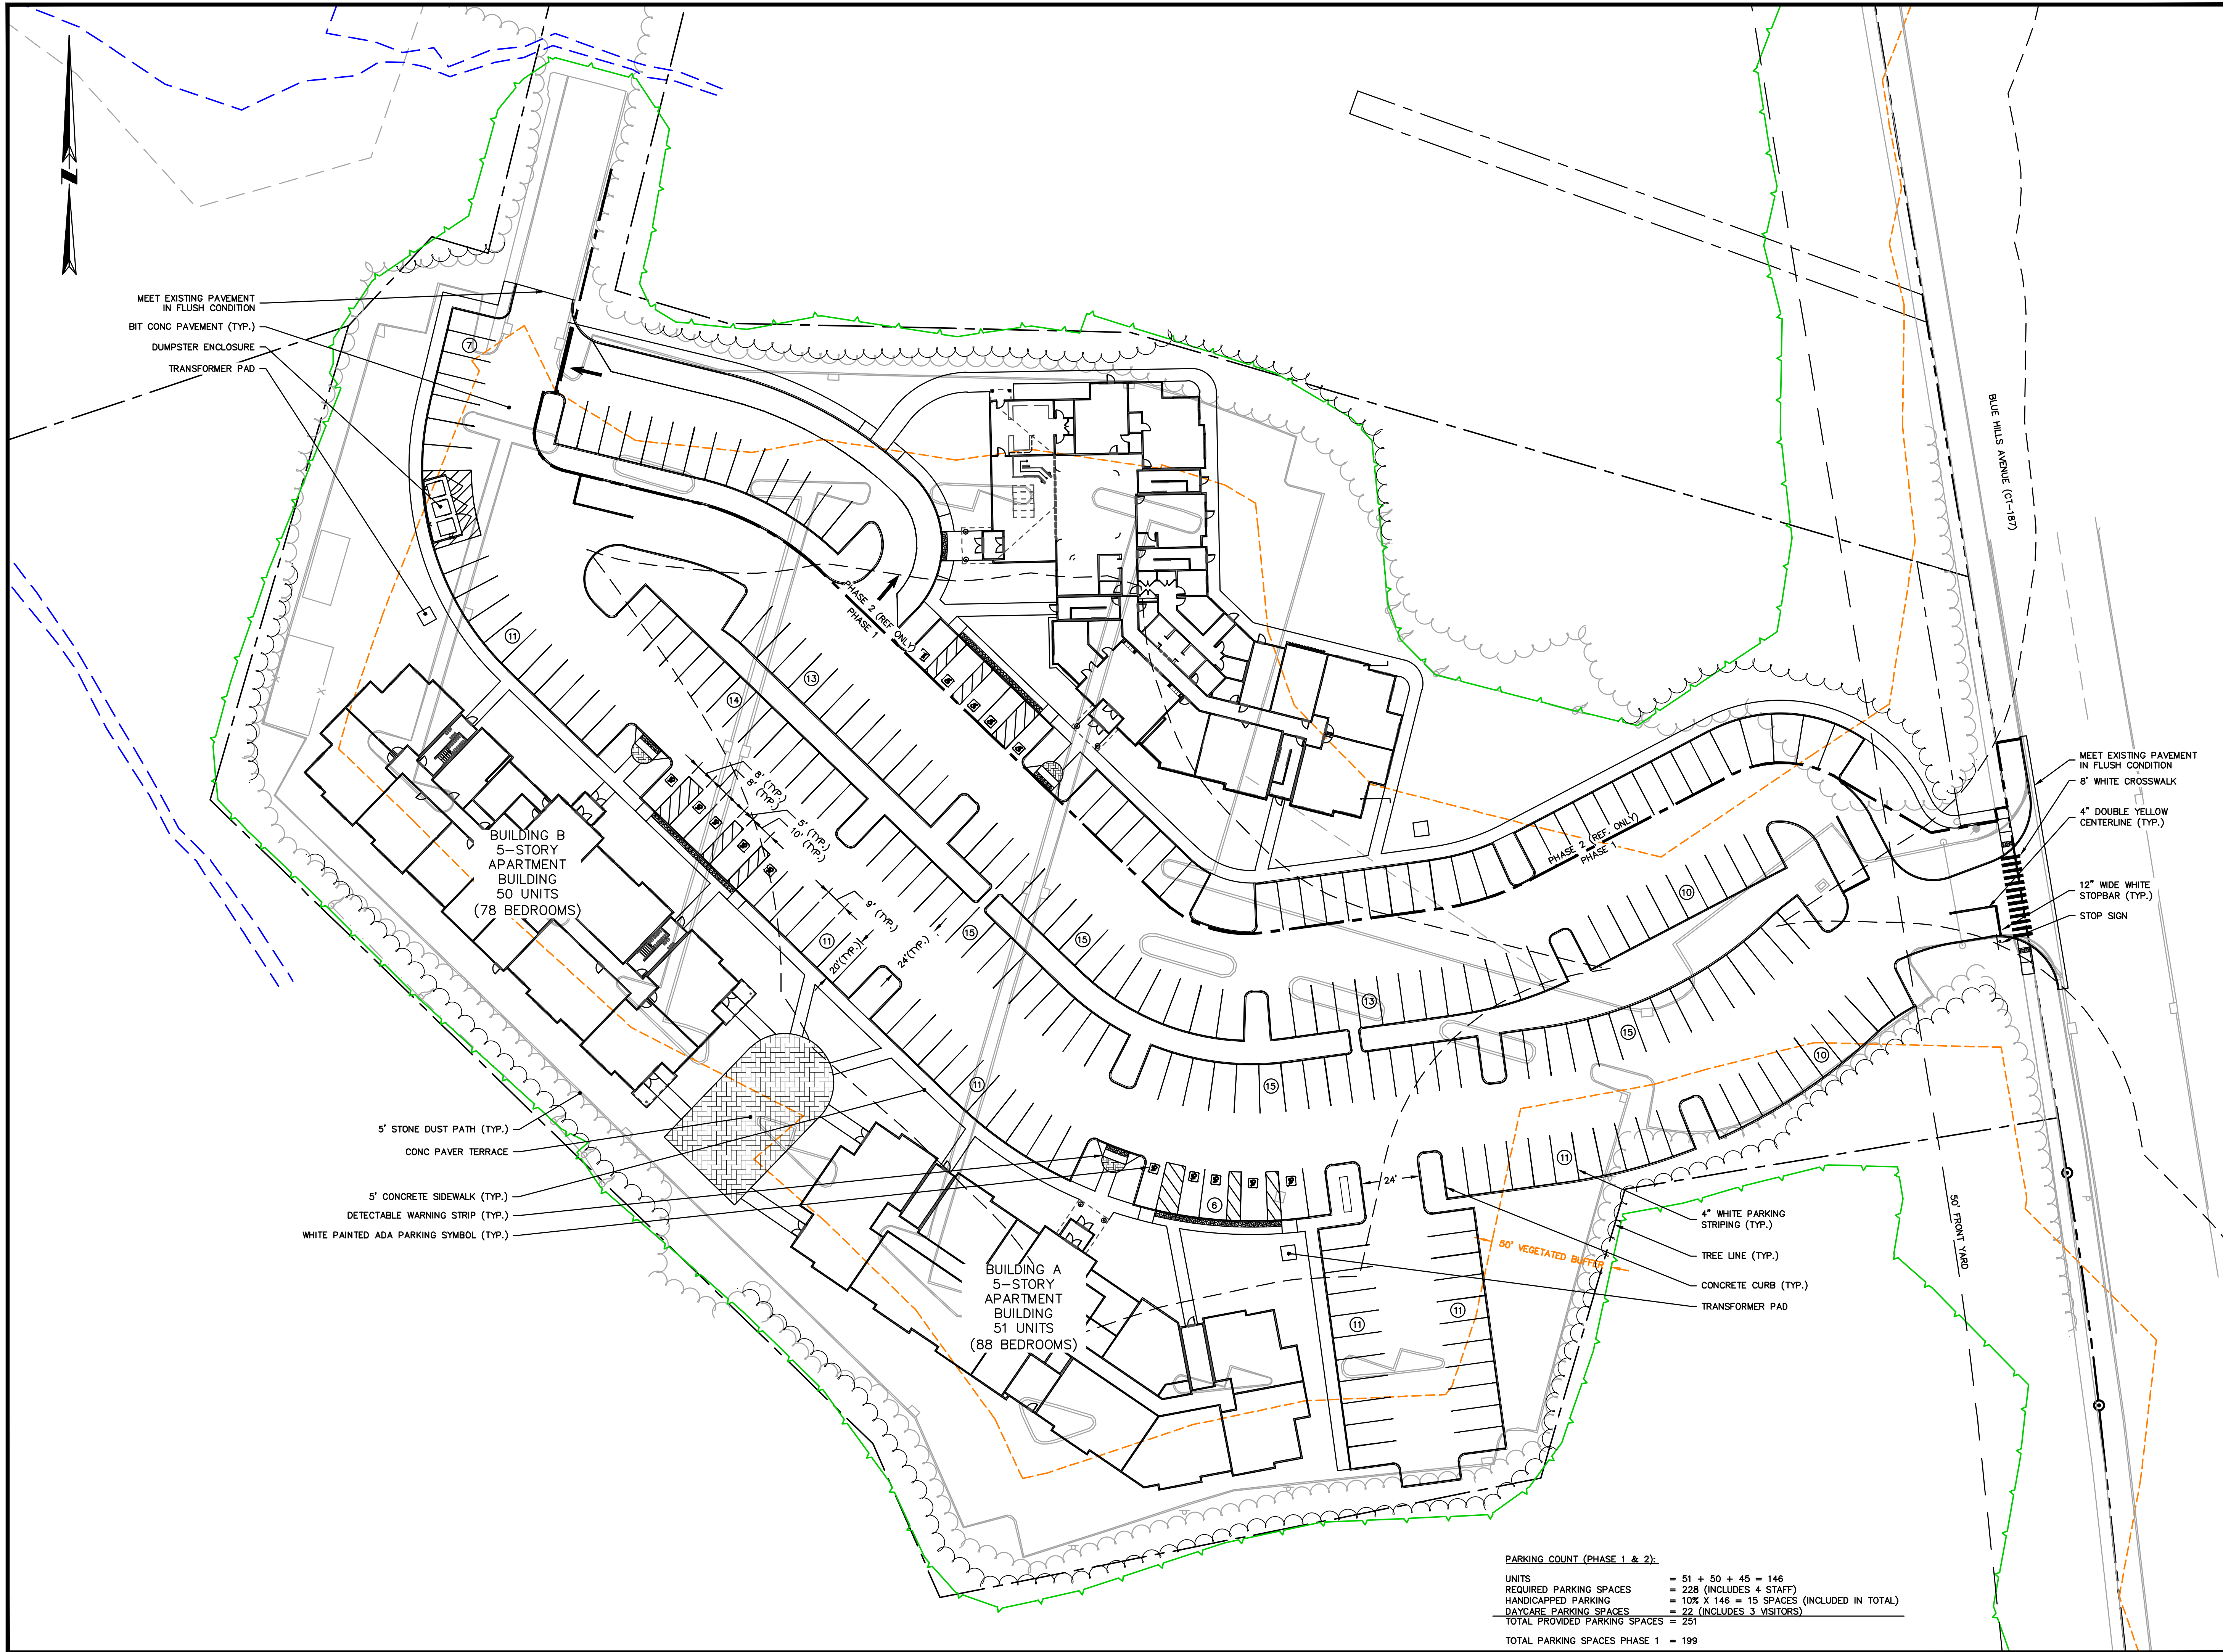 MEET EXISTING PAVEMENT
IN FLUSH CONDITION
BIT CONC PAVEMENT (TYP.)
DUMPSTER ENCLOSURE
TRANSFORMER PAD
N
7
11
14
13
PHASE 2 (REF ONLY)
PHASE 1
8' (TYP.)
8' (TYP.)
5' (TYP.)
10' (TYP.)
9' (TYP.)
20'(TYP.)
24'(TYP.)
11
15
15
BUILDING B
5-STORY
APARTMENT
BUILDING
50 UNITS
(78 BEDROOMS)
PHASE 2 (REF. ONLY)
PHASE 1
10
13
15
10
11
15
BLUE HILLS AVENUE (CT-187)
MEET EXISTING PAVEMENT
IN FLUSH CONDITION
8' WHITE CROSSWALK
4" DOUBLE YELLOW
CENTERLINE (TYP.)
12" WIDE WHITE
STOPBAR (TYP.)
STOP SIGN
5' STONE DUST PATH (TYP.)
CONC PAVER TERRACE
5' CONCRETE SIDEWALK (TYP.)
DETECTABLE WARNING STRIP (TYP.)
WHITE PAINTED ADA PARKING SYMBOL (TYP.)
6
24'
11
11
11
50' VEGETATED BUFFER
4" WHITE PARKING
STRIPING (TYP.)
TREE LINE (TYP.)
CONCRETE CURB (TYP.)
TRANSFORMER PAD
50' FRONT YARD
BUILDING A
5-STORY
APARTMENT
BUILDING
51 UNITS
(88 BEDROOMS)
PARKING COUNT (PHASE 1 & 2):
UNITS = 51 + 50 + 45 = 146
REQUIRED PARKING SPACES = 228 (INCLUDES 4 STAFF)
HANDICAPPED PARKING = 10% X 146 = 15 SPACES (INCLUDED IN TOTAL)
DAYCARE PARKING SPACES = 22 (INCLUDES 3 VISITORS)
TOTAL PROVIDED PARKING SPACES = 251
TOTAL PARKING SPACES PHASE 1 = 199